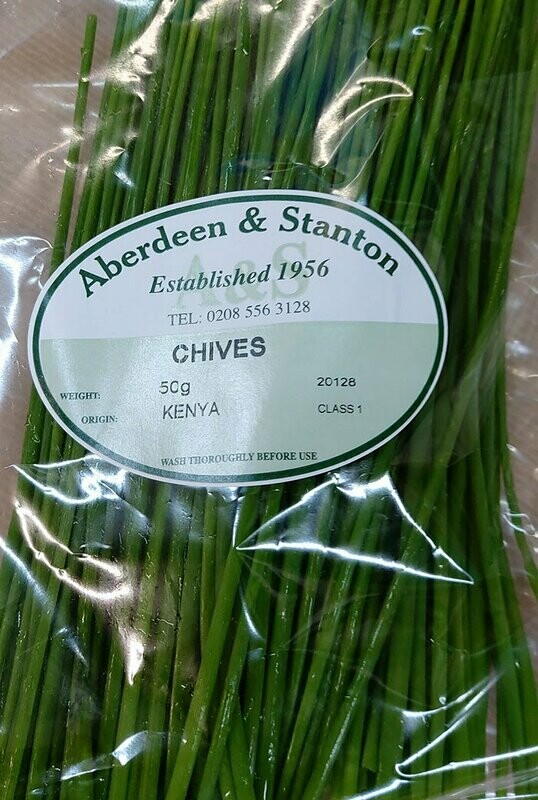 Aberdeen & Stanton
A&S
Established 1956
TEL: 0208 556 3128
CHIVES
WEIGHT: 50g 20128
ORIGIN: KENYA CLASS 1
WASH THOROUGHLY BEFORE USE